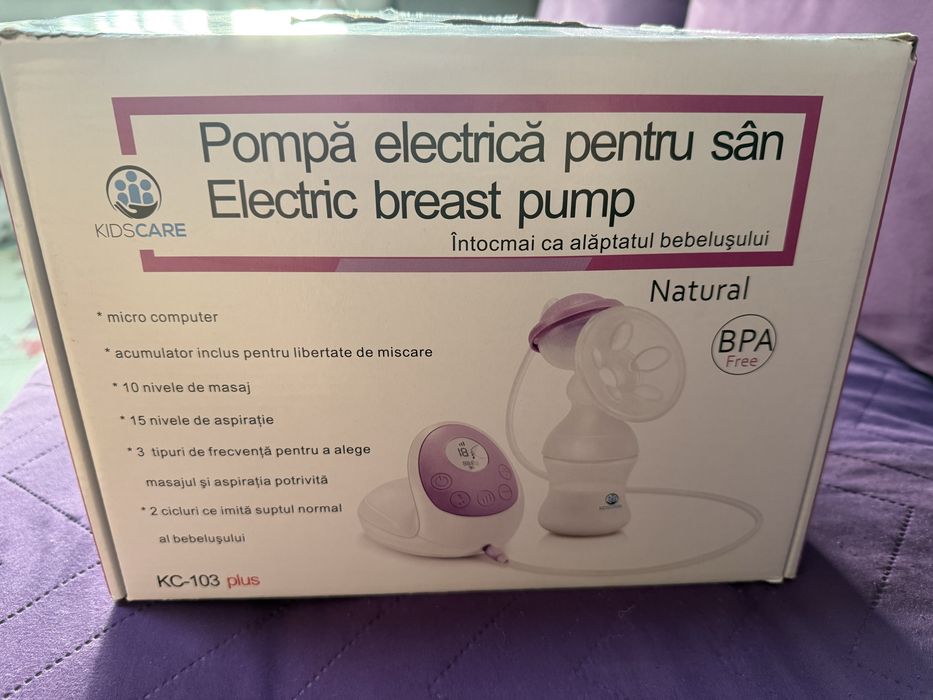 Pompă electrică pentru sân
Electric breast pump
KIDSCARE
Întocmai ca alăptatul bebelușului
Natural
BPA
Free
* micro computer
* acumulator inclus pentru libertate de miscare
* 10 nivele de masaj
* 15 nivele de aspirație
* 3 tipuri de frecvență pentru a alege
masajul și aspirația potrivită
* 2 cicluri ce imită suptul normal
al bebelușului
18
KC-103 plus